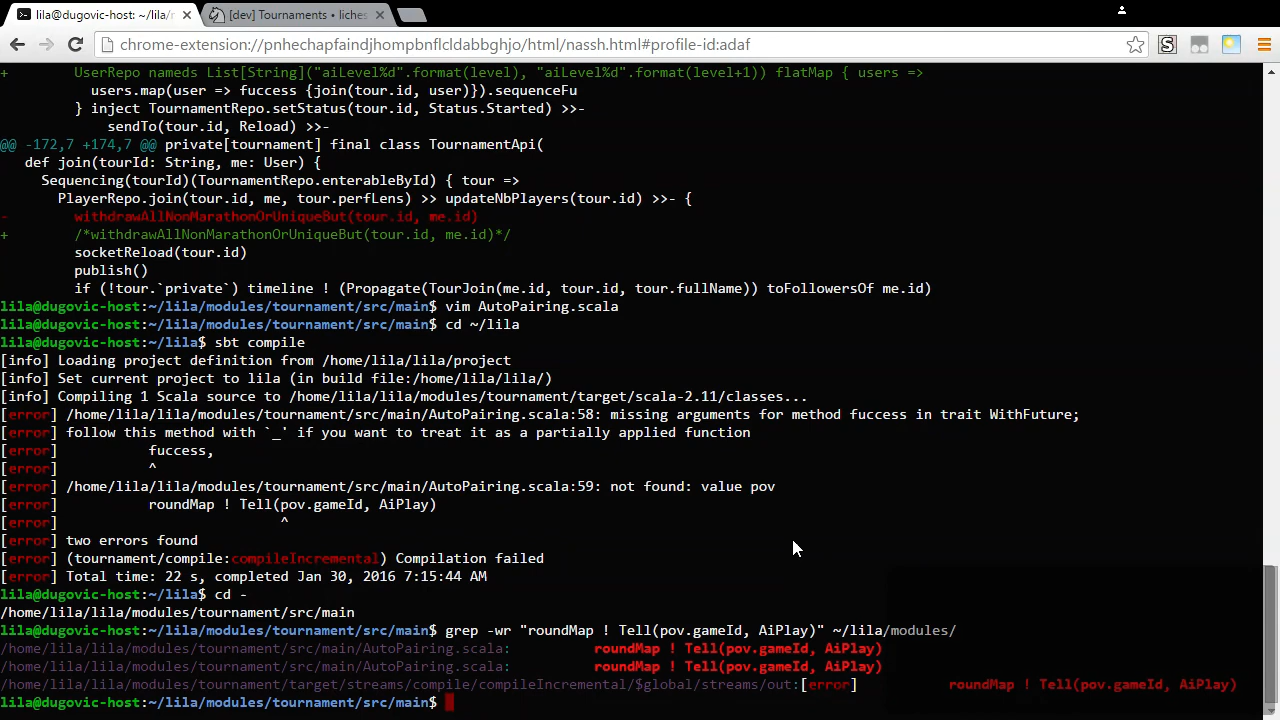 lila@dugovic-host: ~/lila/r
[dev] Tournaments • liches
chrome-extension://pnhechapfaindjhompbnflcldabbghjo/html/nassh.html#profile-id:adaf
+        UserRepo nameds List[String]("aiLevel%d".format(level), "aiLevel%d".format(level+1)) flatMap { users =>
           users.map(user => fuccess {join(tour.id, user)}).sequenceFu
         } inject TournamentRepo.setStatus(tour.id, Status.Started) >>-
             sendTo(tour.id, Reload) >>-
@@ -172,7 +174,7 @@ private[tournament] final class TournamentApi(
   def join(tourId: String, me: User) {
     Sequencing(tourId)(TournamentRepo.enterableById) { tour =>
       PlayerRepo.join(tour.id, me, tour.perfLens) >> updateNbPlayers(tour.id) >>- {
-        withdrawAllNonMarathonOrUniqueBut(tour.id, me.id)
+        /*withdrawAllNonMarathonOrUniqueBut(tour.id, me.id)*/
         socketReload(tour.id)
         publish()
         if (!tour.`private`) timeline ! (Propagate(TourJoin(me.id, tour.id, tour.fullName)) toFollowersOf me.id)
lila@dugovic-host:~/lila/modules/tournament/src/main$ vim AutoPairing.scala
lila@dugovic-host:~/lila/modules/tournament/src/main$ cd ~/lila
lila@dugovic-host:~/lila$ sbt compile
[info] Loading project definition from /home/lila/lila/project
[info] Set current project to lila (in build file:/home/lila/lila/)
[info] Compiling 1 Scala source to /home/lila/lila/modules/tournament/target/scala-2.11/classes...
[error] /home/lila/lila/modules/tournament/src/main/AutoPairing.scala:58: missing arguments for method fuccess in trait WithFuture;
[error] follow this method with `_' if you want to treat it as a partially applied function
[error]           fuccess,
[error]           ^
[error] /home/lila/lila/modules/tournament/src/main/AutoPairing.scala:59: not found: value pov
[error]           roundMap ! Tell(pov.gameId, AiPlay)
[error]                           ^
[error] two errors found
[error] (tournament/compile:compileIncremental) Compilation failed
[error] Total time: 22 s, completed Jan 30, 2016 7:15:44 AM
lila@dugovic-host:~/lila$ cd -
/home/lila/lila/modules/tournament/src/main
lila@dugovic-host:~/lila/modules/tournament/src/main$ grep -wr "roundMap ! Tell(pov.gameId, AiPlay)" ~/lila/modules/
/home/lila/lila/modules/tournament/src/main/AutoPairing.scala:          roundMap ! Tell(pov.gameId, AiPlay)
/home/lila/lila/modules/tournament/src/main/AutoPairing.scala:          roundMap ! Tell(pov.gameId, AiPlay)
/home/lila/lila/modules/tournament/target/streams/compile/compileIncremental/$global/streams/out:[error]           roundMap ! Tell(pov.gameId, AiPlay)
lila@dugovic-host:~/lila/modules/tournament/src/main$